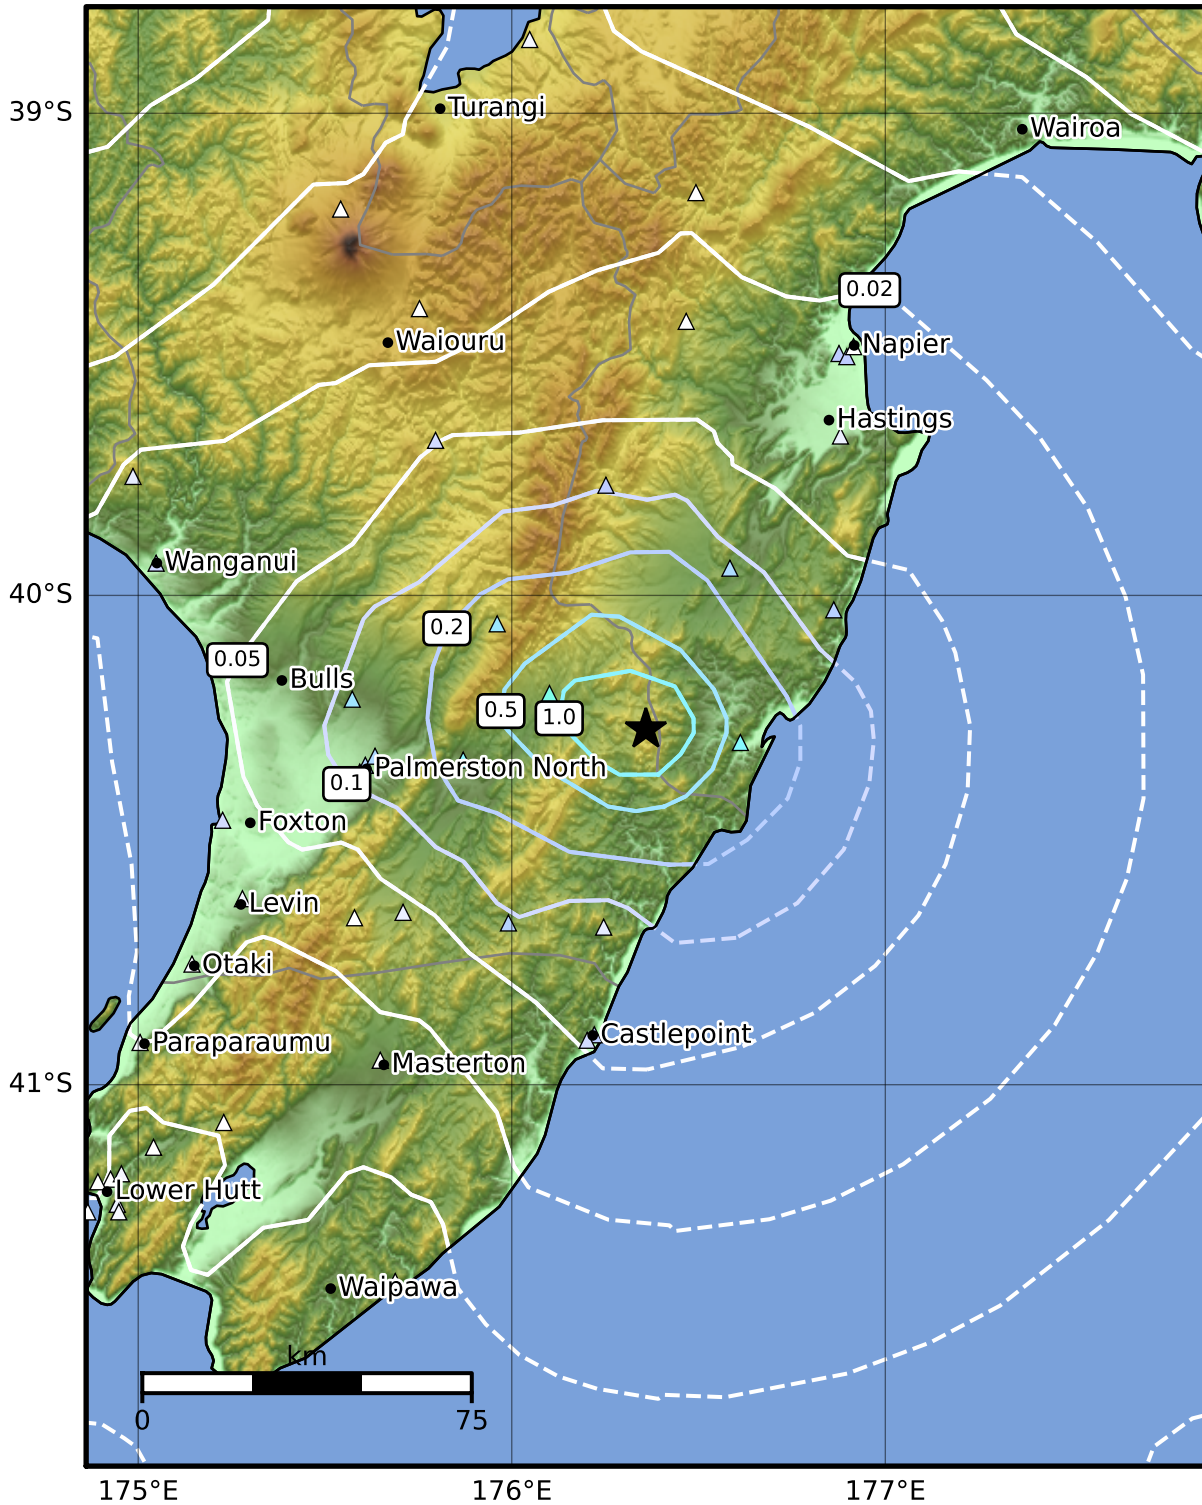 Turangi
39°S
Wairoa
0.02
Waiouru
Napier
Hastings
Wanganui
40°S
0.2
0.05
Bulls
0.5
1.0
Palmerston North
0.1
Foxton
Levin
Otaki
Castlepoint
Paraparaumu
Masterton
41°S
Lower Hutt
Waipawa
km
0
75
175°E
176°E
177°E